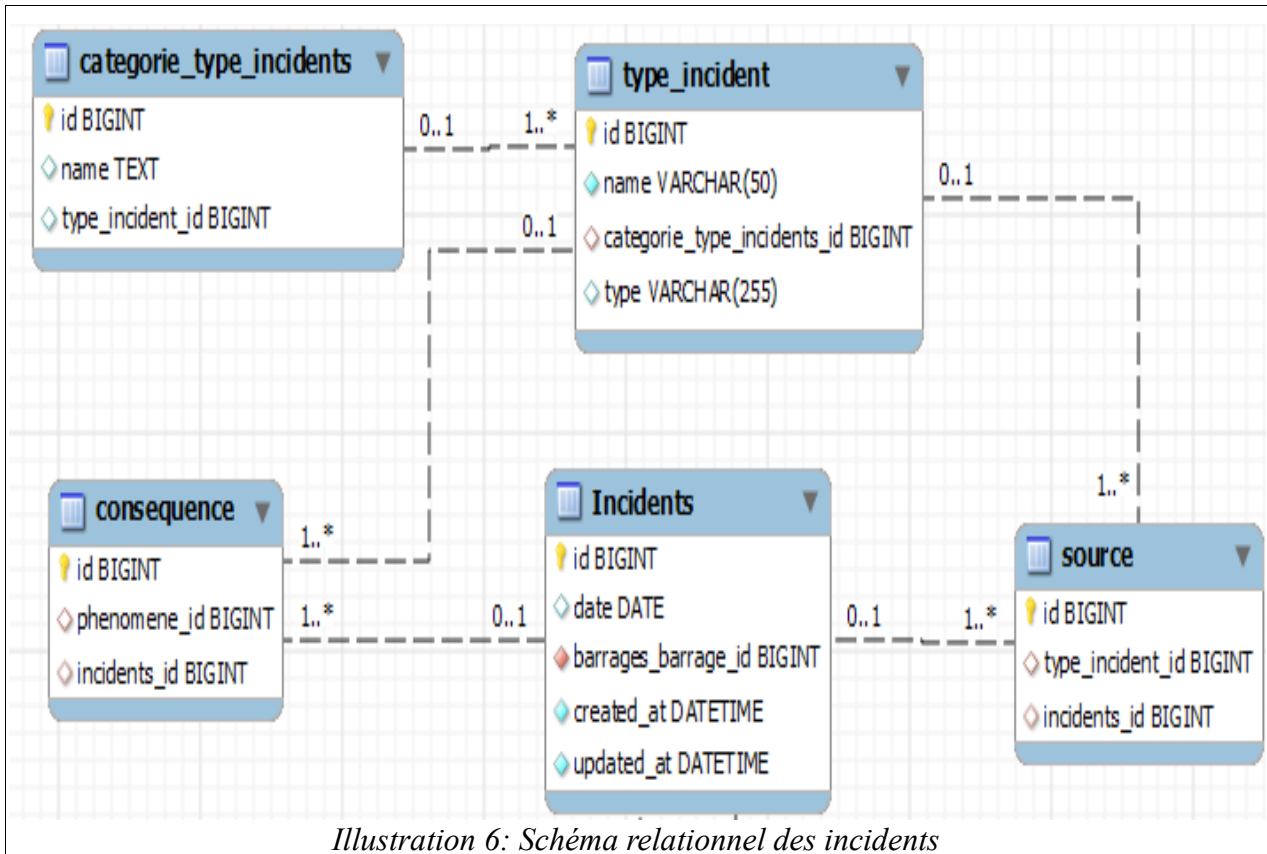 categorie_type_incidents
id BIGINT
name TEXT
type_incident_id BIGINT
0..1
1..*
type_incident
id BIGINT
name VARCHAR(50)
categorie_type_incidents_id BIGINT
type VARCHAR(255)
0..1
0..1
1..*
consequence
id BIGINT
phenomene_id BIGINT
incidents_id BIGINT
1..*
1..*
0..1
Incidents
id BIGINT
date DATE
barrages_barrage_id BIGINT
created_at DATETIME
updated_at DATETIME
0..1
1..*
source
id BIGINT
type_incident_id BIGINT
incidents_id BIGINT
Illustration 6: Schéma relationnel des incidents